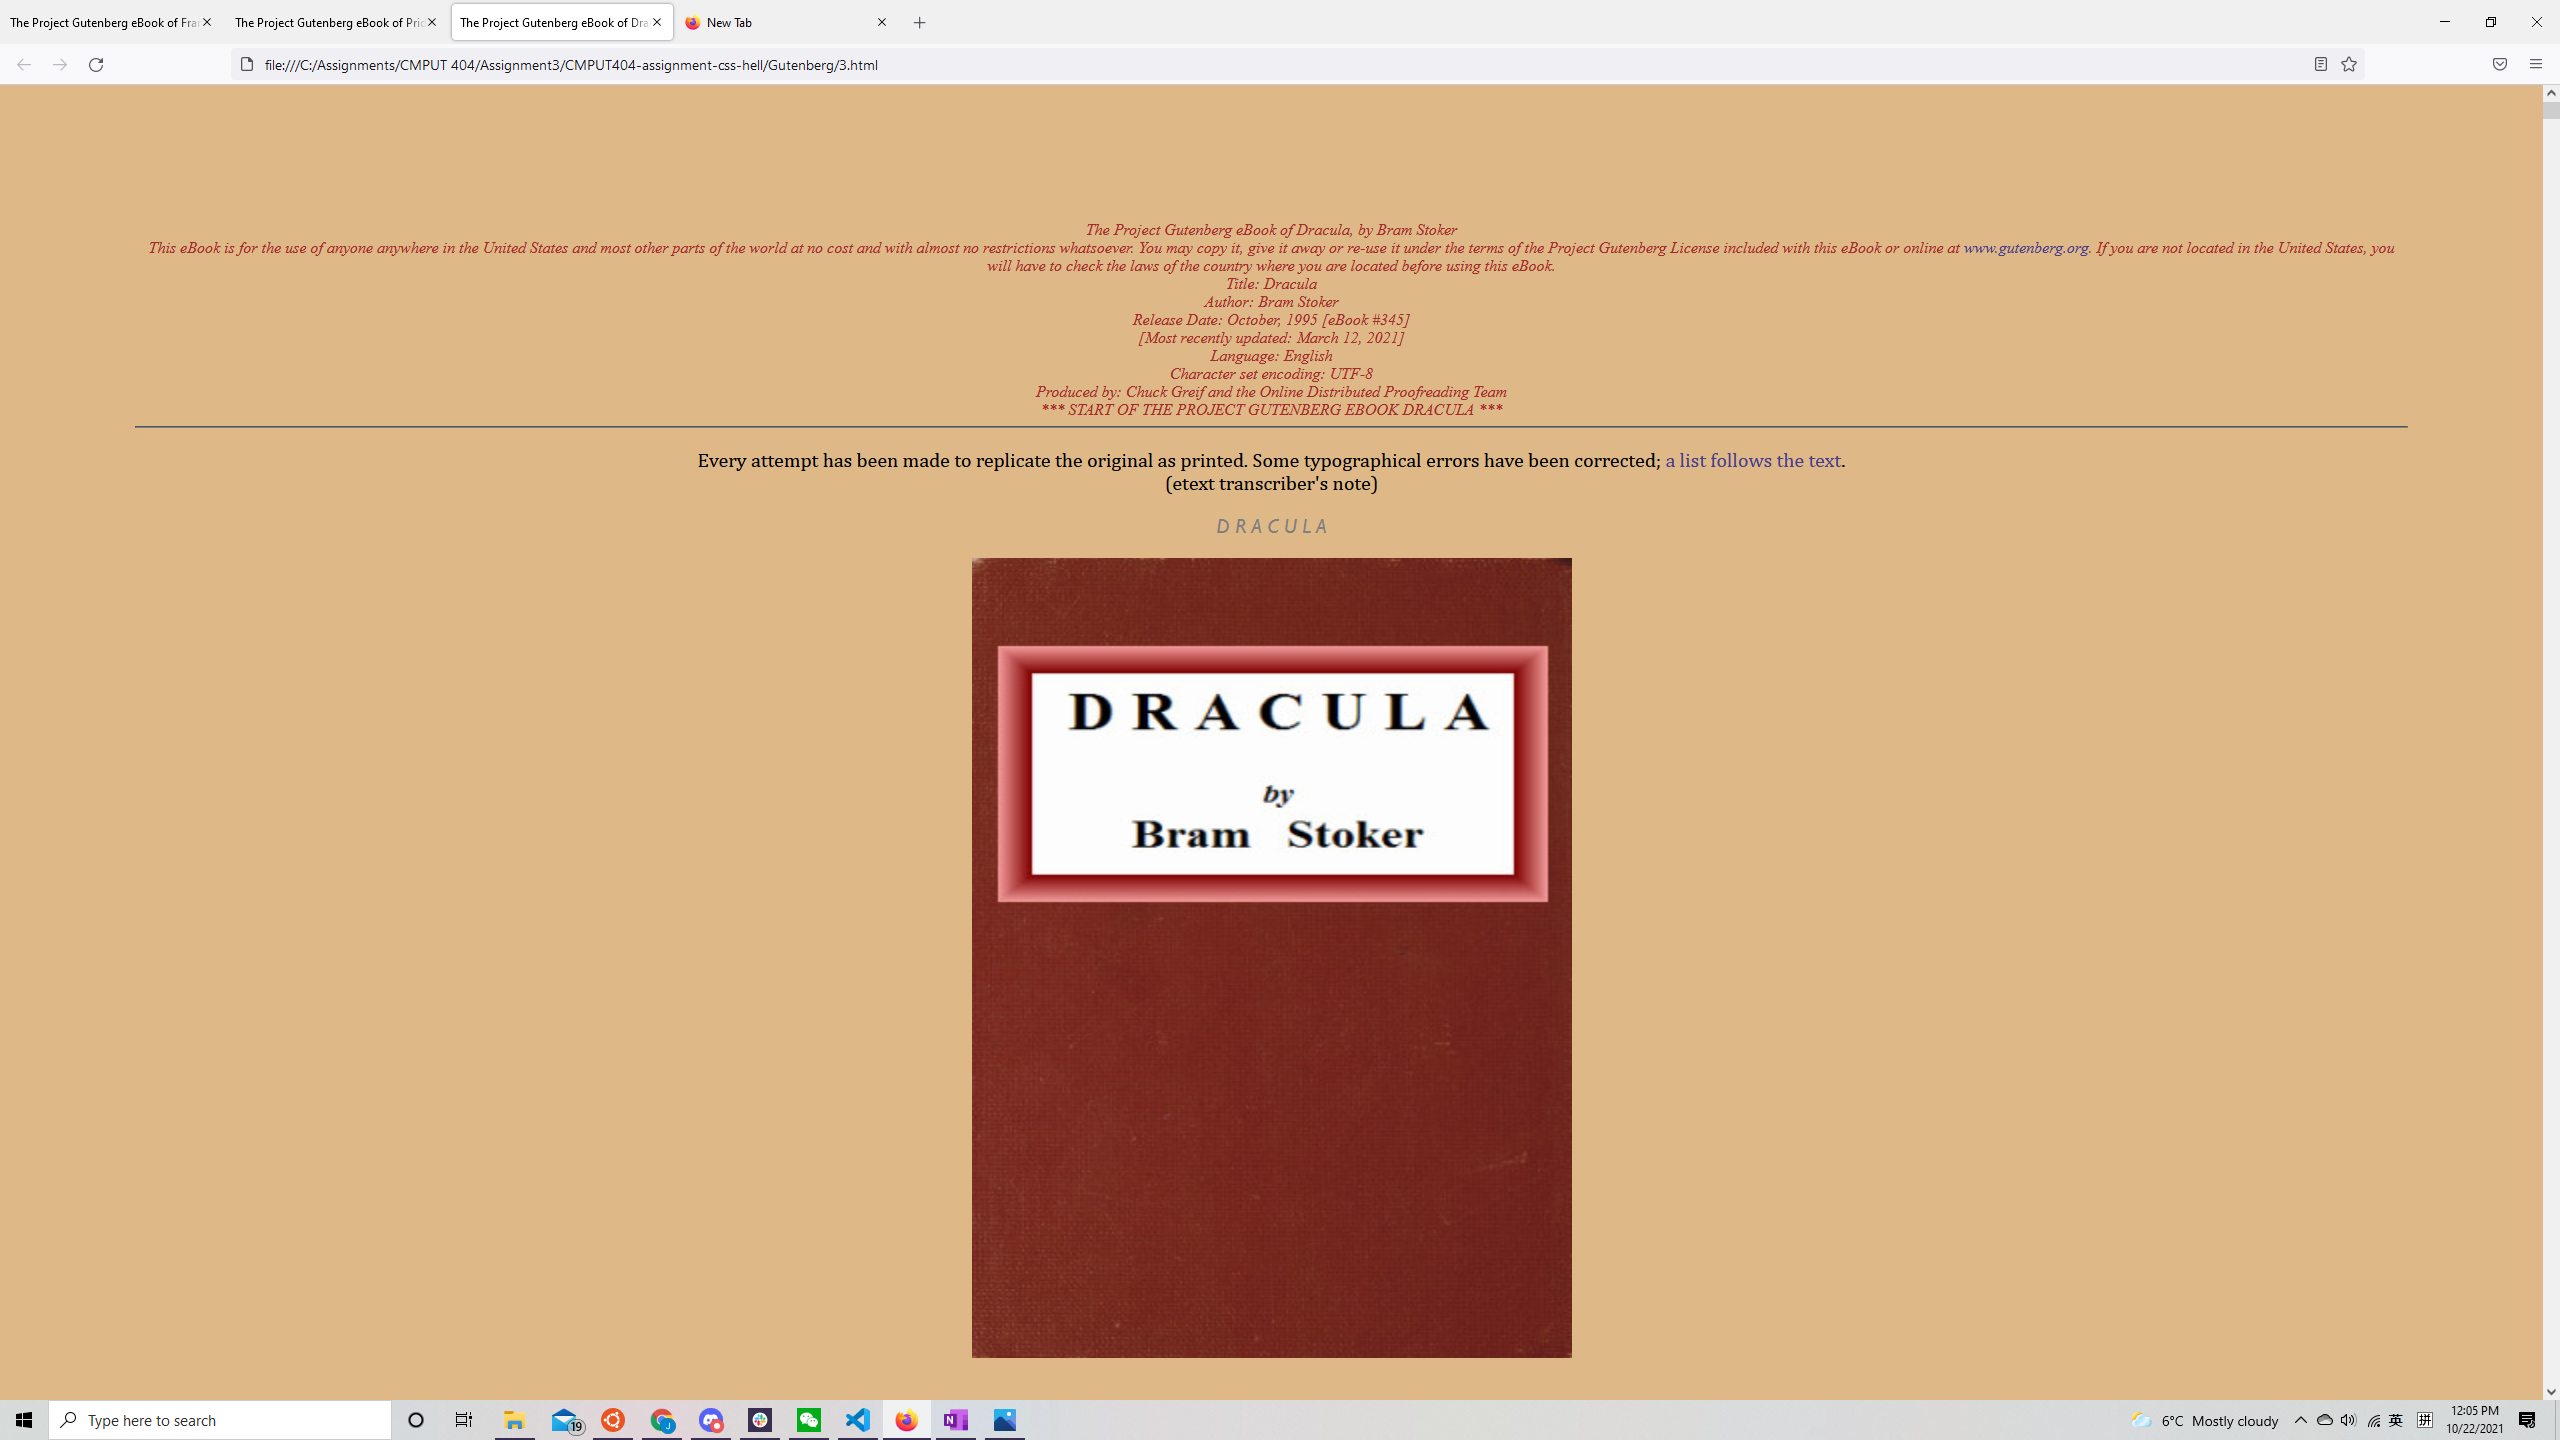 The Project Gutenberg eBook of Fra
The Project Gutenberg eBook of Prid
The Project Gutenberg eBook of Dra
New Tab
file:///C:/Assignments/CMPUT 404/Assignment3/CMPUT404-assignment-css-hell/Gutenberg/3.html
The Project Gutenberg eBook of Dracula, by Bram Stoker
This eBook is for the use of anyone anywhere in the United States and most other parts of the world at no cost and with almost no restrictions whatsoever. You may copy it, give it away or re-use it under the terms of the Project Gutenberg License included with this eBook or online at www.gutenberg.org. If you are not located in the United States, you
will have to check the laws of the country where you are located before using this eBook.
Title: Dracula
Author: Bram Stoker
Release Date: October, 1995 [eBook #345]
[Most recently updated: March 12, 2021]
Language: English
Character set encoding: UTF-8
Produced by: Chuck Greif and the Online Distributed Proofreading Team
*** START OF THE PROJECT GUTENBERG EBOOK DRACULA ***
Every attempt has been made to replicate the original as printed. Some typographical errors have been corrected; a list follows the text.
(etext transcriber's note)
D R A C U L A
D R A C U L A
by
Bram Stoker
Type here to search
19
6°C Mostly cloudy
英
拼
12:05 PM
10/22/2021